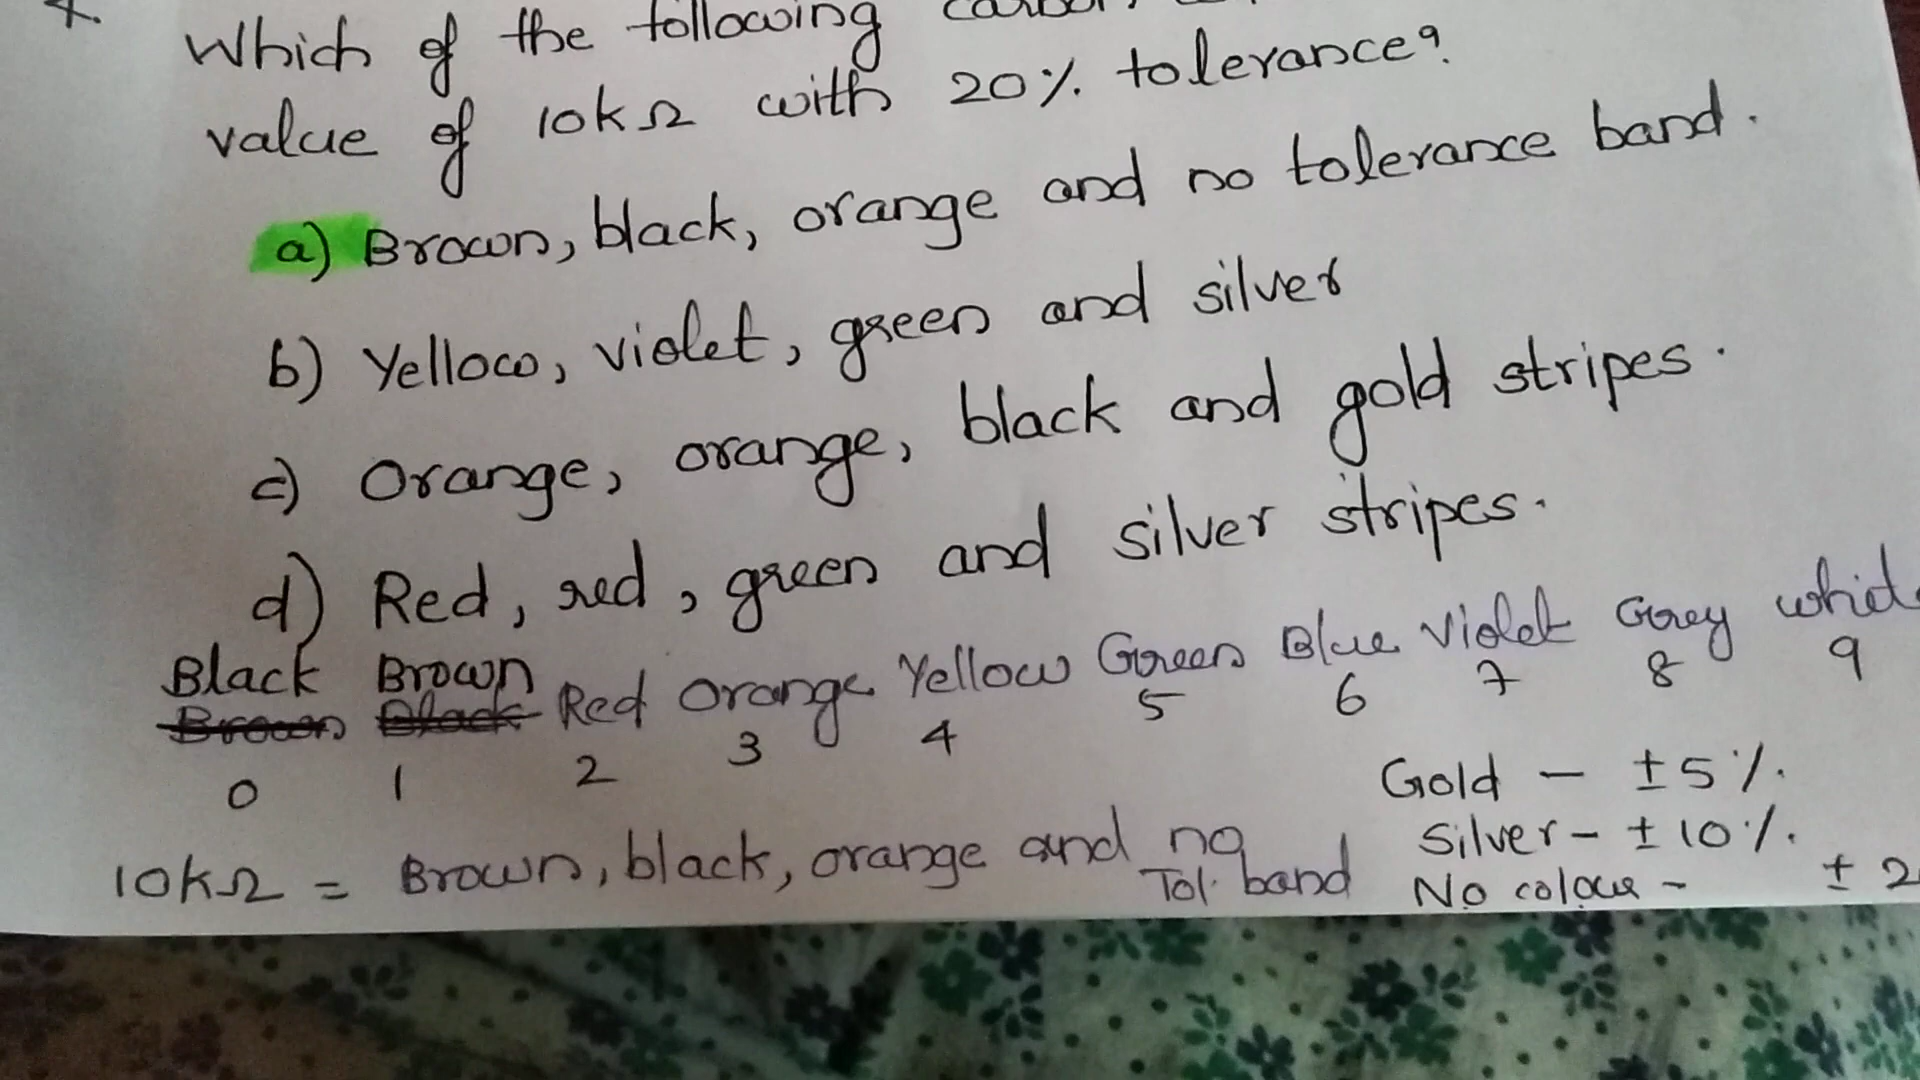 Which of the following
value of 10kΩ with 20% tolerance?
a) Brown, black, orange and no tolerance band.
b) Yellow, violet, green and silver
c) Orange, orange, black and gold stripes.
d) Red, red, green and silver stripes.
Black Brown Red Orange Yellow Green Blue Violet Grey
Brown Black
0 1 2 3 4 5 6 7 8 9
Gold - ±5%.
Silver - ±10%.
10kΩ = Brown, black, orange and no
Tol. band
No colour - ± 2